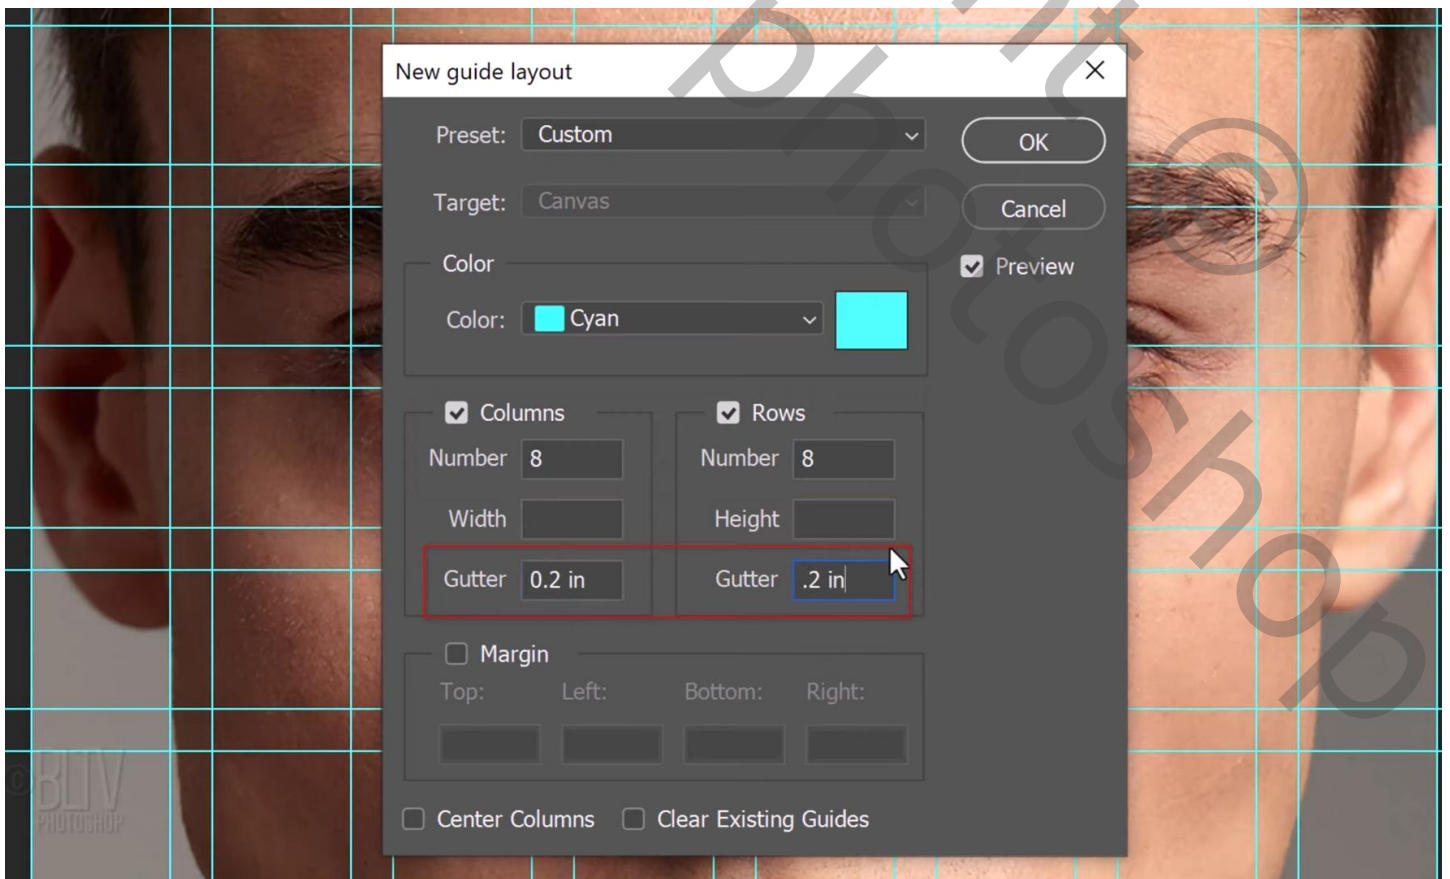 New guide layout
Preset: Custom
OK
Target: Canvas
Cancel
Color
Preview
Color: Cyan
Columns
Rows
Number 8
Number 8
Width
Height
Gutter 0.2 in
Gutter .2 in
Margin
Top: Left: Bottom: Right:
Center Columns
Clear Existing Guides
© BLTV
PHOTOSHOP
©
photoshop